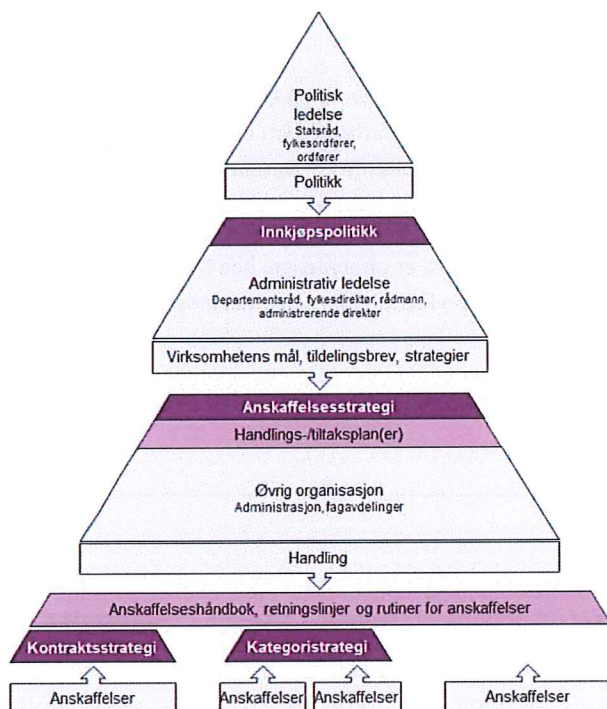 Politisk
ledelse
Statsråd,
fylkesordfører,
ordfører
Politikk
Innkjøpspolitikk
Administrativ ledelse
Departementsråd, fylkesdirektør, rådmann,
administrerende direktør
Virksomhetens mål, tildelingsbrev, strategier
Anskaffelsesstrategi
Handlings-/tiltaksplan(er)
Øvrig organisasjon
Administrasjon, fagavdelinger
Handling
Anskaffelseshåndbok, retningslinjer og rutiner for anskaffelser
Kontraktsstrategi
Kategoristrategi
Anskaffelser
Anskaffelser
Anskaffelser
Anskaffelser